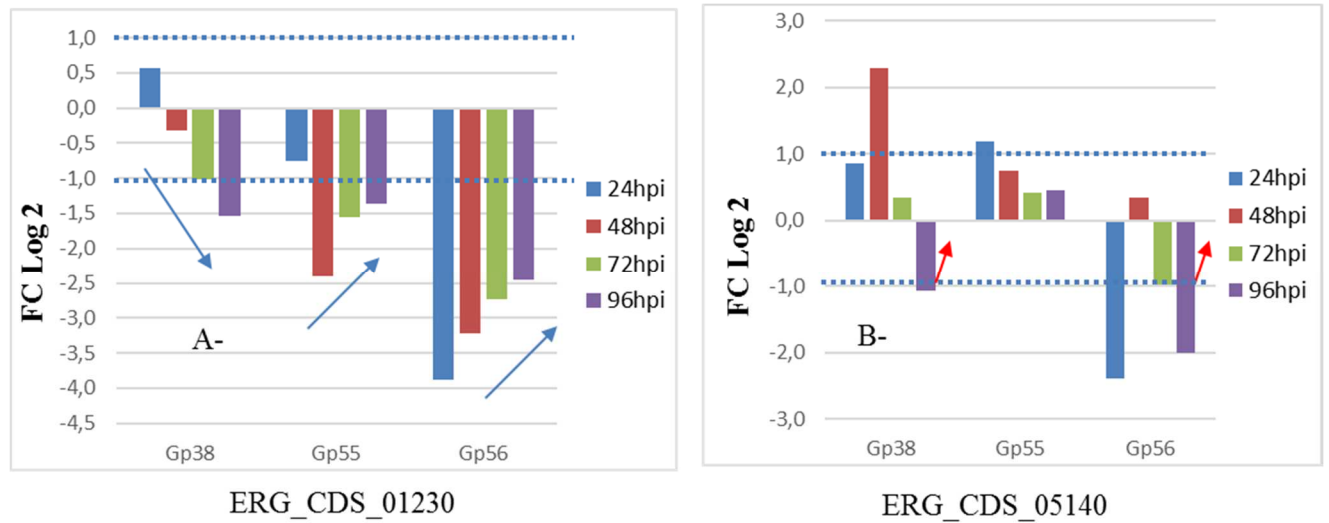 FC Log 2
1,0
0,5
0,0
-0,5
-1,0
-1,5
-2,0
-2,5
-3,0
-3,5
-4,0
-4,5
A-
Gp38 Gp55 Gp56
24hpi
48hpi
72hpi
96hpi
ERG_CDS_01230
FC Log 2
3,0
2,0
1,0
0,0
-1,0
-2,0
-3,0
B-
Gp38 Gp55 Gp56
24hpi
48hpi
72hpi
96hpi
ERG_CDS_05140